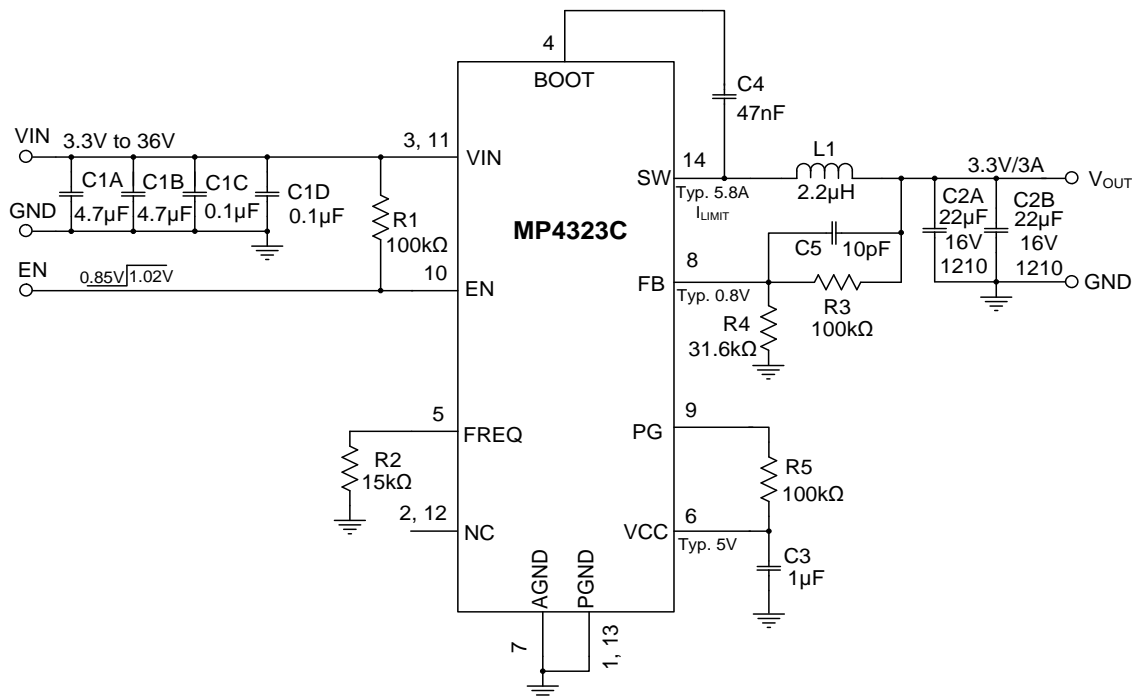 4
BOOT
C4
47nF
VIN
3.3V to 36V
3, 11
VIN
C1A
4.7µF
C1B
4.7µF
C1C
0.1µF
C1D
0.1µF
GND
R1
100kΩ
EN
0.85V
1.02V
10
EN
MP4323C
14
SW
Typ. 5.8A
I_LIMIT
L1
2.2µH
3.3V/3A
V_OUT
C2A
22µF
16V
1210
C2B
22µF
16V
1210
GND
C5
10pF
8
FB
Typ. 0.8V
R3
100kΩ
R4
31.6kΩ
5
FREQ
R2
15kΩ
9
PG
R5
100kΩ
2, 12
NC
6
VCC
Typ. 5V
C3
1µF
AGND
PGND
7
1, 13